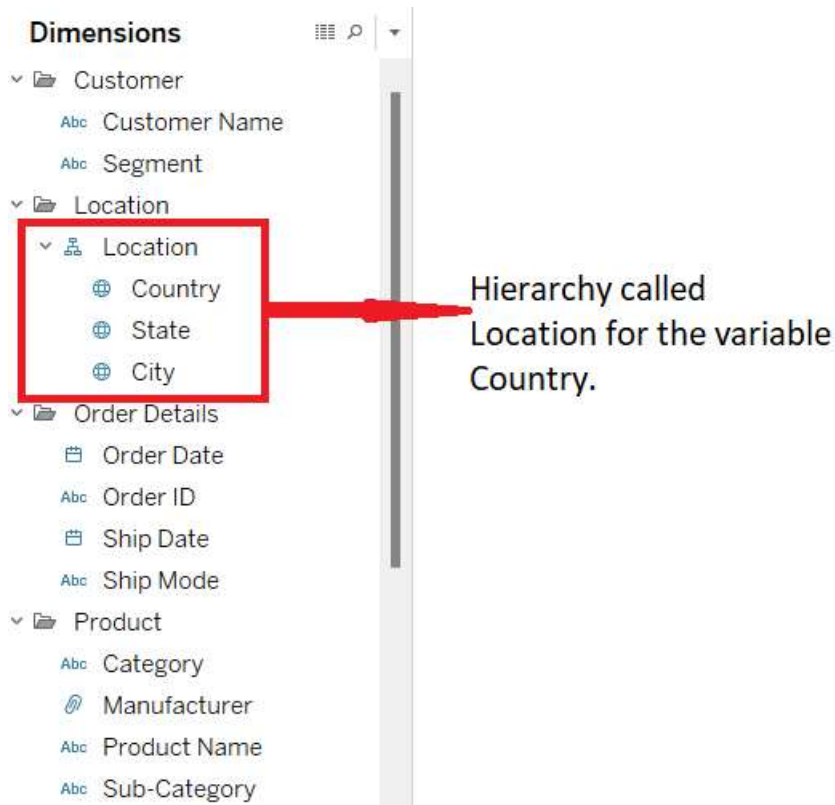 Dimensions
Customer
Abc Customer Name
Abc Segment
Location
Location
Country
State
City
Hierarchy called
Location for the variable
Country.
Order Details
Order Date
Abc Order ID
Ship Date
Abc Ship Mode
Product
Abc Category
Manufacturer
Abc Product Name
Abc Sub-Category